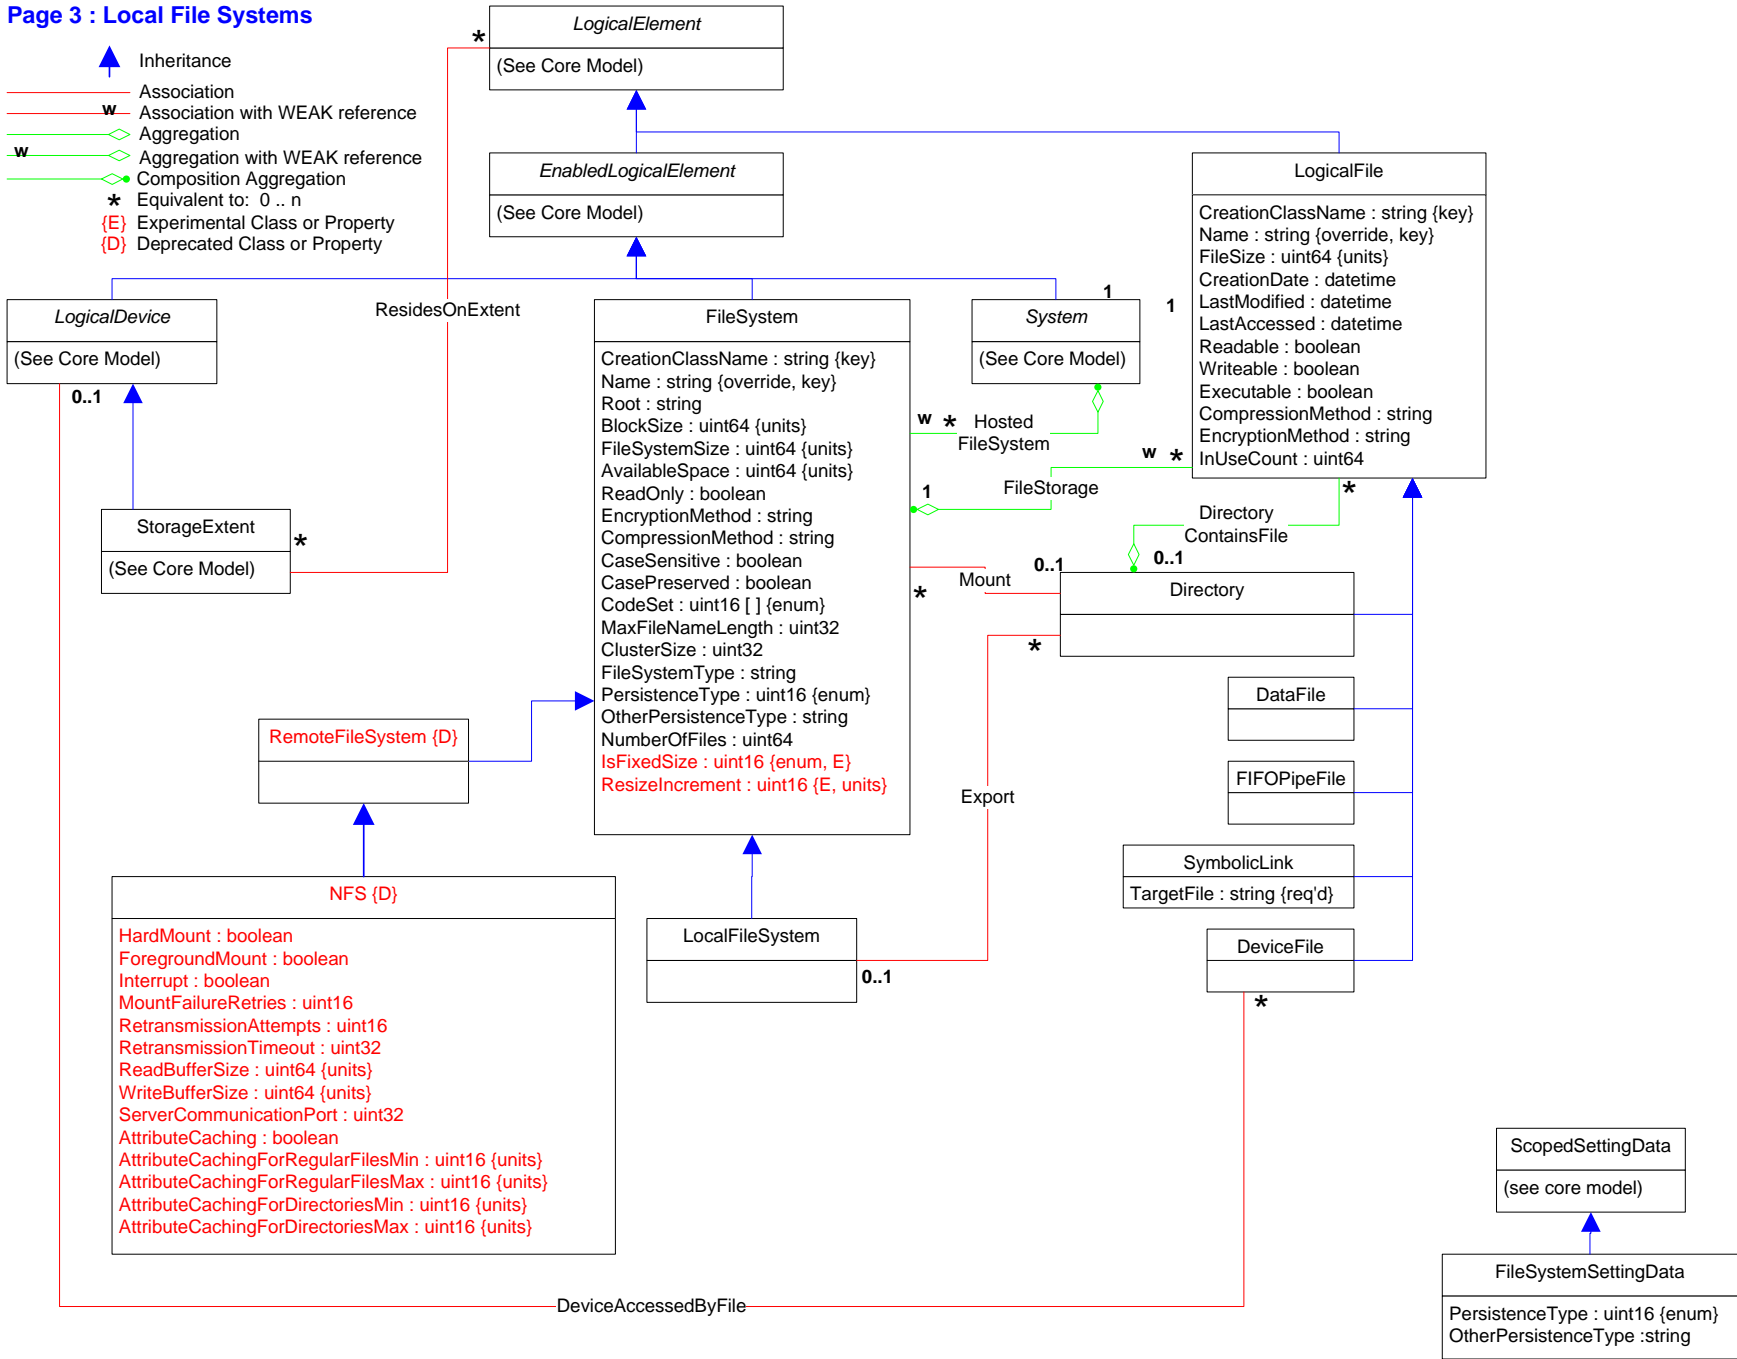 Page 3 : Local File Systems
Inheritance
Association
w Association with WEAK reference
Aggregation
w Aggregation with WEAK reference
Composition Aggregation
* Equivalent to: 0 .. n
{E} Experimental Class or Property
{D} Deprecated Class or Property
*
LogicalElement
(See Core Model)
EnabledLogicalElement
(See Core Model)
LogicalFile
CreationClassName : string {key}
Name : string {override, key}
FileSize : uint64 {units}
CreationDate : datetime
LastModified : datetime
LastAccessed : datetime
Readable : boolean
Writeable : boolean
Executable : boolean
CompressionMethod : string
EncryptionMethod : string
InUseCount : uint64
LogicalDevice
(See Core Model)
0..1
ResidesOnExtent
FileSystem
CreationClassName : string {key}
Name : string {override, key}
Root : string
BlockSize : uint64 {units}
FileSystemSize : uint64 {units}
AvailableSpace : uint64 {units}
ReadOnly : boolean
EncryptionMethod : string
CompressionMethod : string
CaseSensitive : boolean
CasePreserved : boolean
CodeSet : uint16 [ ] {enum}
MaxFileNameLength : uint32
ClusterSize : uint32
FileSystemType : string
PersistenceType : uint16 {enum}
OtherPersistenceType : string
NumberOfFiles : uint64
IsFixedSize : uint16 {enum, E}
ResizeIncrement : uint16 {E, units}
1
System
(See Core Model)
1
w * Hosted
FileSystem
w *
1
FileStorage
*
Directory
ContainsFile
0..1
0..1
Mount
*
Directory
*
StorageExtent
(See Core Model)
*
DataFile
FIFOPipeFile
Export
SymbolicLink
TargetFile : string {req'd}
DeviceFile
*
RemoteFileSystem {D}
NFS {D}
HardMount : boolean
ForegroundMount : boolean
Interrupt : boolean
MountFailureRetries : uint16
RetransmissionAttempts : uint16
RetransmissionTimeout : uint32
ReadBufferSize : uint64 {units}
WriteBufferSize : uint64 {units}
ServerCommunicationPort : uint32
AttributeCaching : boolean
AttributeCachingForRegularFilesMin : uint16 {units}
AttributeCachingForRegularFilesMax : uint16 {units}
AttributeCachingForDirectoriesMin : uint16 {units}
AttributeCachingForDirectoriesMax : uint16 {units}
LocalFileSystem
0..1
DeviceAccessedByFile
ScopedSettingData
(see core model)
FileSystemSettingData
PersistenceType : uint16 {enum}
OtherPersistenceType :string